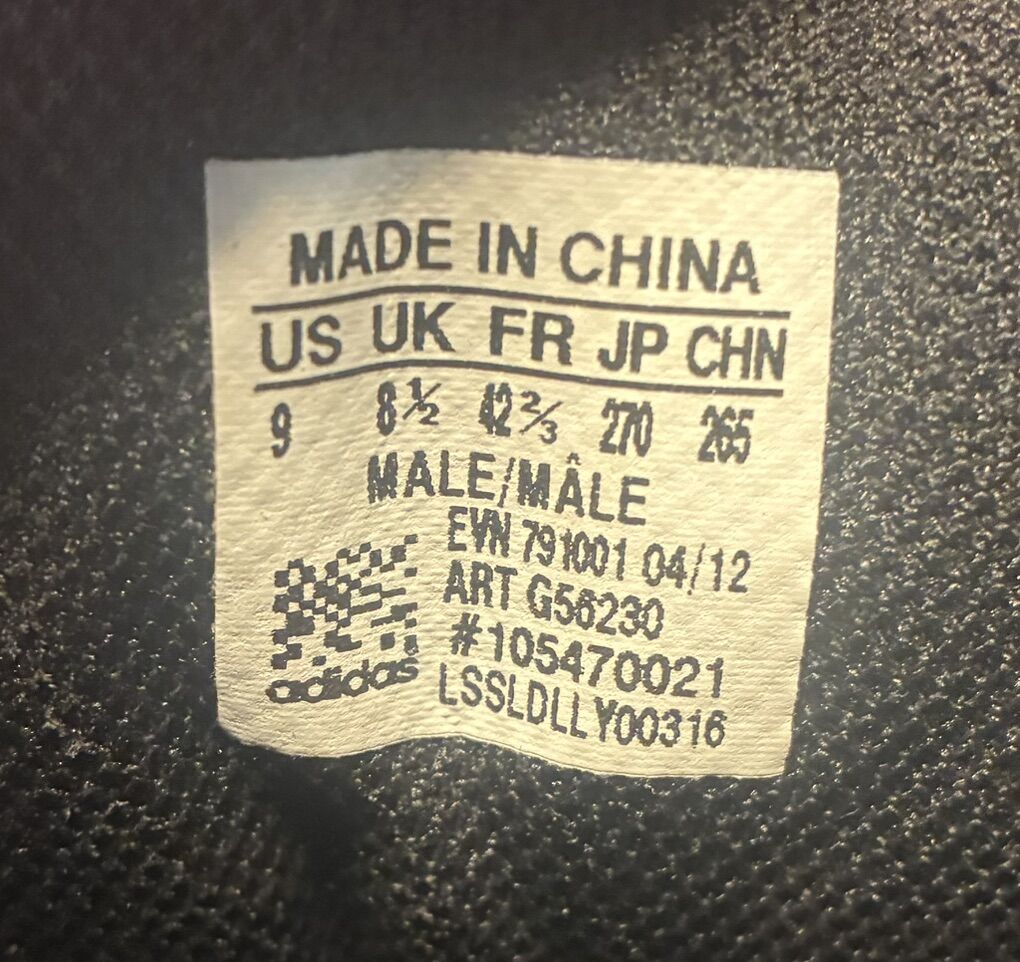 MADE IN CHINA
US UK FR JP CHN
9 8½ 42⅔ 270 265
MALE/MÂLE
EVN 791001 04/12
ART G56230
#105470021
LSSLDLLY00316
adidas